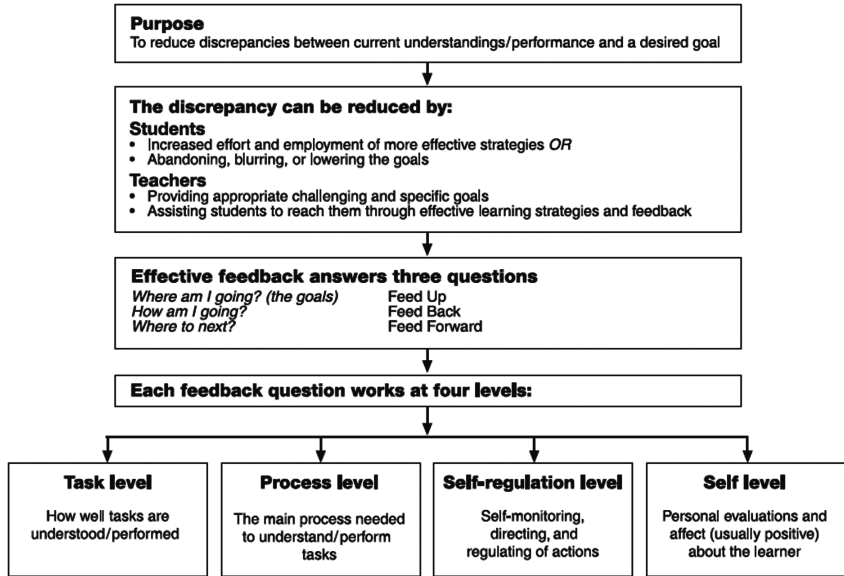 Purpose
To reduce discrepancies between current understandings/performance and a desired goal
The discrepancy can be reduced by:
Students
• Increased effort and employment of more effective strategies OR
• Abandoning, blurring, or lowering the goals
Teachers
• Providing appropriate challenging and specific goals
• Assisting students to reach them through effective learning strategies and feedback
Effective feedback answers three questions
Where am I going? (the goals) Feed Up
How am I going? Feed Back
Where to next? Feed Forward
Each feedback question works at four levels:
Task level
How well tasks are
understood/performed
Process level
The main process needed
to understand/perform
tasks
Self-regulation level
Self-monitoring,
directing, and
regulating of actions
Self level
Personal evaluations and
affect (usually positive)
about the learner